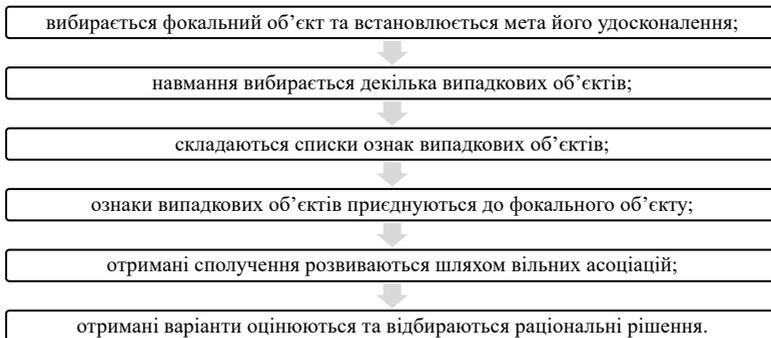 вибирається фокальний об’єкт та встановлюється мета його удосконалення;
навмання вибирається декілька випадкових об’єктів;
складаються списки ознак випадкових об’єктів;
ознаки випадкових об’єктів приєднуються до фокального об’єкту;
отримані сполучення розвиваються шляхом вільних асоціацій;
отримані варіанти оцінюються та відбираються раціональні рішення.